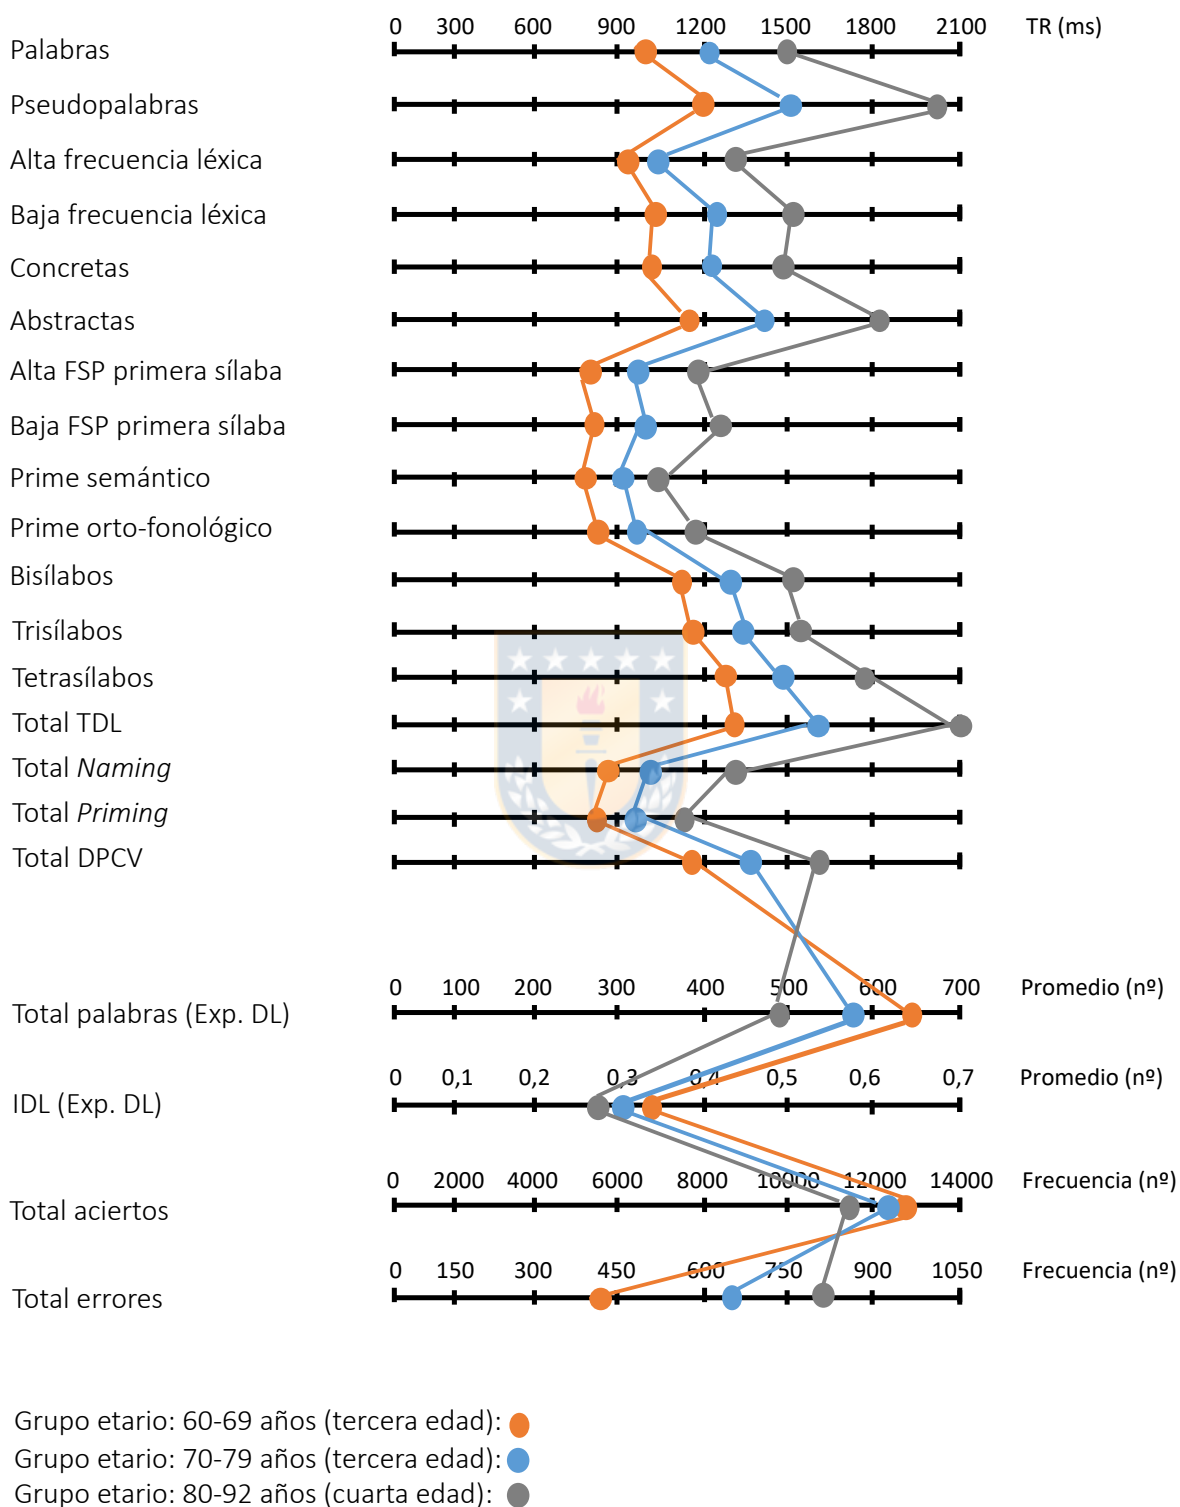 0 300 600 900 1200 1500 1800 2100 TR (ms)
Palabras
Pseudopalabras
Alta frecuencia léxica
Baja frecuencia léxica
Concretas
Abstractas
Alta FSP primera sílaba
Baja FSP primera sílaba
Prime semántico
Prime orto-fonológico
Bisílabos
Trisílabos
Tetrasílabos
Total TDL
Total Naming
Total Priming
Total DPCV
0 100 200 300 400 500 600 700 Promedio (nº)
Total palabras (Exp. DL)
0 0,1 0,2 0,3 0,4 0,5 0,6 0,7 Promedio (nº)
IDL (Exp. DL)
0 2000 4000 6000 8000 10000 12000 14000 Frecuencia (nº)
Total aciertos
0 150 300 450 600 750 900 1050 Frecuencia (nº)
Total errores
Grupo etario: 60-69 años (tercera edad):
Grupo etario: 70-79 años (tercera edad):
Grupo etario: 80-92 años (cuarta edad):